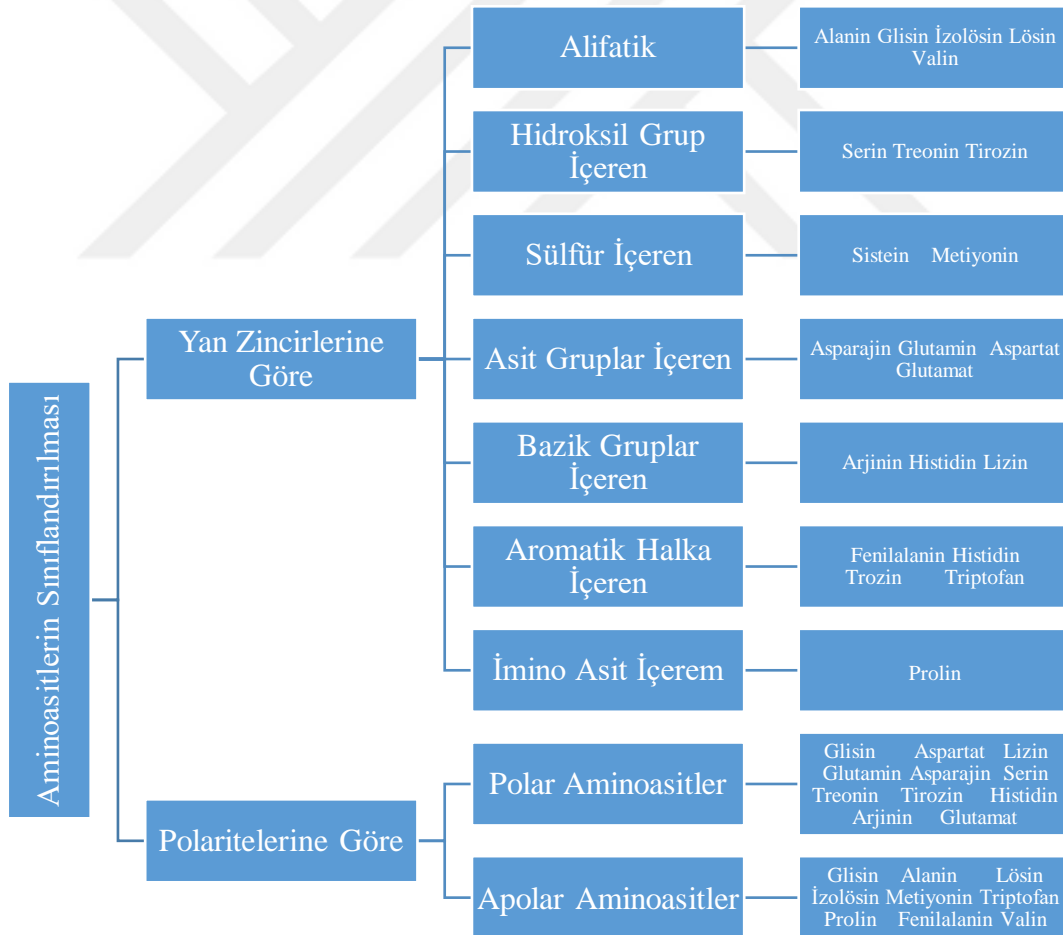 Aminoasitlerin Sınıflandırılması
Yan Zincirlerine
Göre
Alifatik
Alanin Glisin İzolösin Lösin
Valin
Hidroksil Grup
İçeren
Serin Treonin Tirozin
Sülfür İçeren
Sistein Metiyonin
Asit Gruplar İçeren
Asparajin Glutamin Aspartat
Glutamat
Bazik Gruplar
İçeren
Arjinin Histidin Lizin
Aromatik Halka
İçeren
Fenilalanin Histidin
Trozin Triptofan
İmino Asit İçerem
Prolin
Polaritelerine Göre
Polar Aminoasitler
Glisin Aspartat Lizin
Glutamin Asparajin Serin
Treonin Tirozin Histidin
Arjinin Glutamat
Apolar Aminoasitler
Glisin Alanin Lösin
İzolösin Metiyonin Triptofan
Prolin Fenilalanin Valin